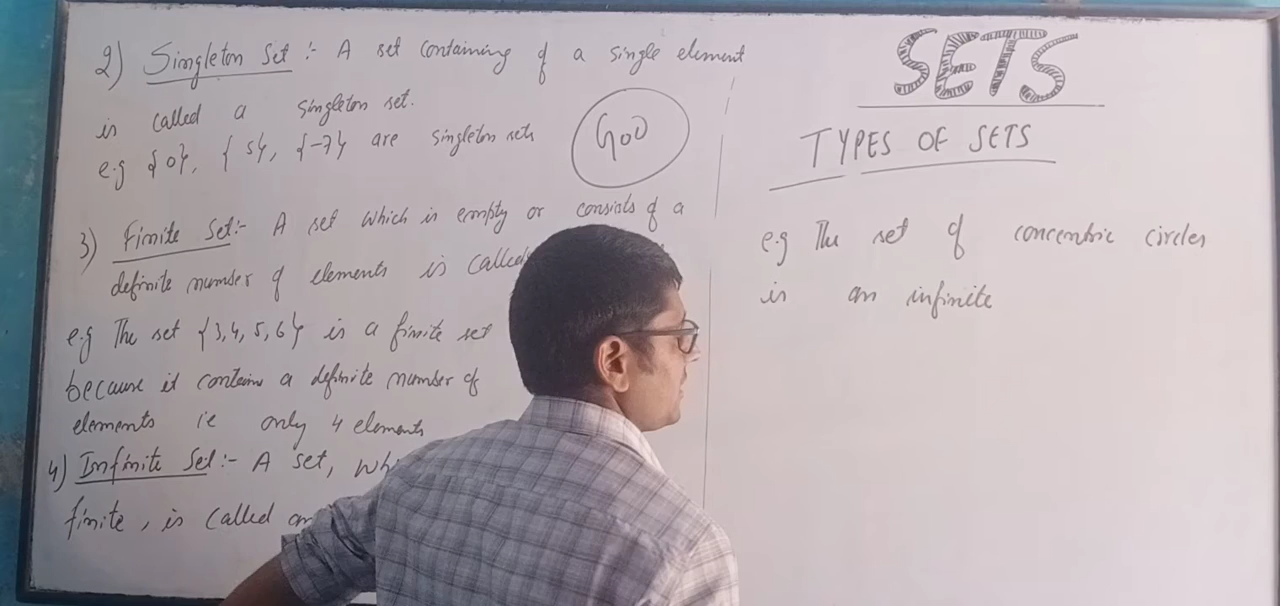 2) Singleton Set :- A set containing of a single element
is called a singleton set.
e.g {0}, {5}, {-7} are singleton sets
GOD
3) Finite Set:- A set which is empty or consists of a
definite number of elements is called
e.g The set {3,4,5,6} is a finite set
because it contains a definite number of
elements ie only 4 elements
4) Infinite Set:- A set,
finite, is called an
SETS
TYPES OF SETS
e.g The set of concentric circles
is an infinite